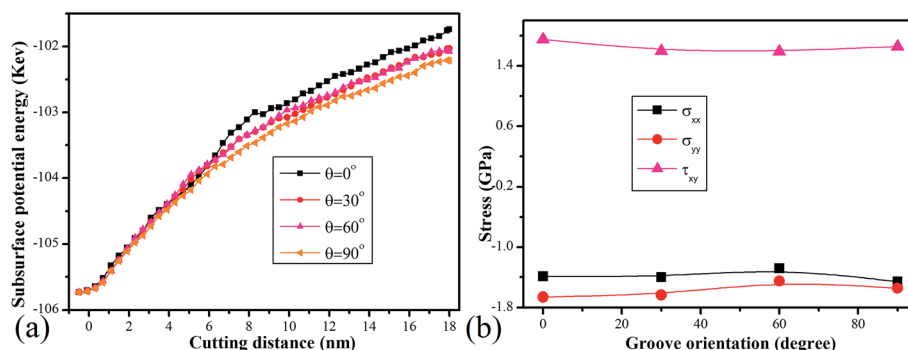 (a)
Subsurface potential energy (Kev)
-102
-103
-104
-105
-106
θ=0°
θ=30°
θ=60°
θ=90°
0 2 4 6 8 10 12 14 16 18
Cutting distance (nm)
(b)
Stress (GPa)
1.4
0.6
-0.2
-1.0
-1.8
σxx
σyy
τxy
0 20 40 60 80
Groove orientation (degree)